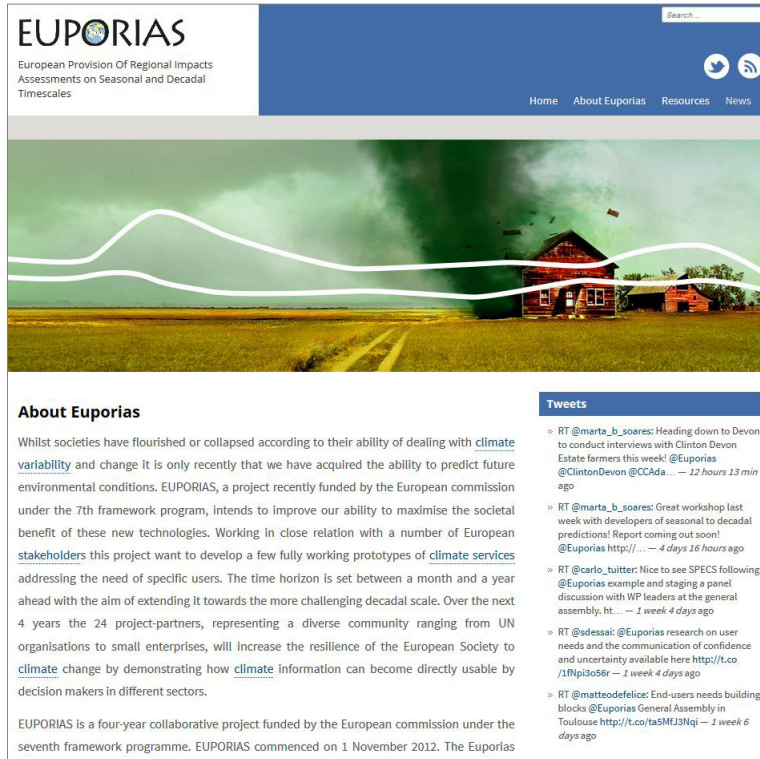 EUPORIAS
European Provision Of Regional Impacts
Assessments on Seasonal and Decadal
Timescales
Search...
Home About Euporias Resources News
About Euporias
Whilst societies have flourished or collapsed according to their ability of dealing with climate
variability and change it is only recently that we have acquired the ability to predict future
environmental conditions. EUPORIAS, a project recently funded by the European commission
under the 7th framework program, intends to improve our ability to maximise the societal
benefit of these new technologies. Working in close relation with a number of European
stakeholders this project want to develop a few fully working prototypes of climate services
addressing the need of specific users. The time horizon is set between a month and a year
ahead with the aim of extending it towards the more challenging decadal scale. Over the next
4 years the 24 project-partners, representing a diverse community ranging from UN
organisations to small enterprises, will increase the resilience of the European Society to
climate change by demonstrating how climate information can become directly usable by
decision makers in different sectors.
EUPORIAS is a four-year collaborative project funded by the European commission under the
seventh framework programme. EUPORIAS commenced on 1 November 2012. The Euporias
Tweets
» RT @marta_b_soares: Heading down to Devon
to conduct interviews with Clinton Devon
Estate farmers this week! @Euporias
@ClintonDevon @CCAda... — 12 hours 13 min
ago
» RT @marta_b_soares: Great workshop last
week with developers of seasonal to decadal
predictions! Report coming out soon!
@Euporias http://... — 4 days 16 hours ago
» RT @carlo_tuitter: Nice to see SPECS following
@Euporias example and staging a panel
discussion with WP leaders at the general
assembly. ht... — 1 week 4 days ago
» RT @sdessai: @Euporias research on user
needs and the communication of confidence
and uncertainty available here http://t.co
/1fNpi3o56r — 1 week 4 days ago
» RT @matteodefelice: End-users needs building
blocks @Euporias General Assembly in
Toulouse http://t.co/ta5MfJ3Nqi — 1 week 6
days ago